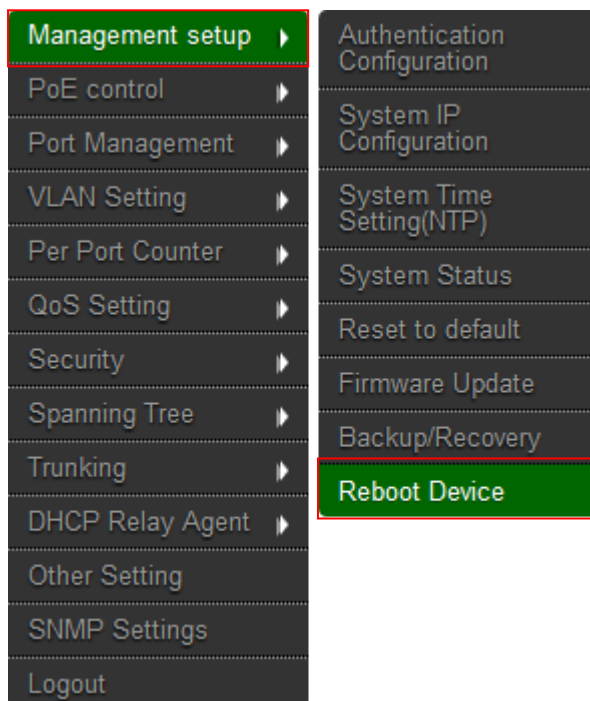 Management setup
PoE control
Port Management
VLAN Setting
Per Port Counter
QoS Setting
Security
Spanning Tree
Trunking
DHCP Relay Agent
Other Setting
SNMP Settings
Logout
Authentication
Configuration
System IP
Configuration
System Time
Setting(NTP)
System Status
Reset to default
Firmware Update
Backup/Recovery
Reboot Device